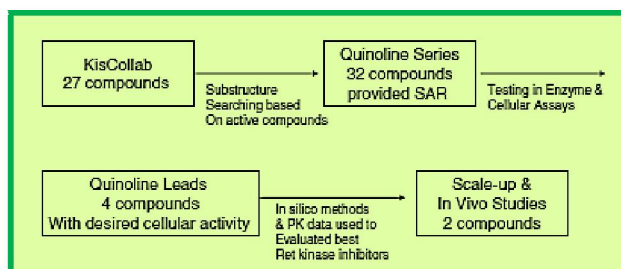 KisCollab
27 compounds
Substructure
Searching based
On active compounds
Quinoline Series
32 compounds
provided SAR
Testing in Enzyme &
Cellular Assays
Quinoline Leads
4 compounds
With desired cellular activity
In silico methods
& PK data used to
Evaluated best
Ret kinase inhibitors
Scale-up &
In Vivo Studies
2 compounds